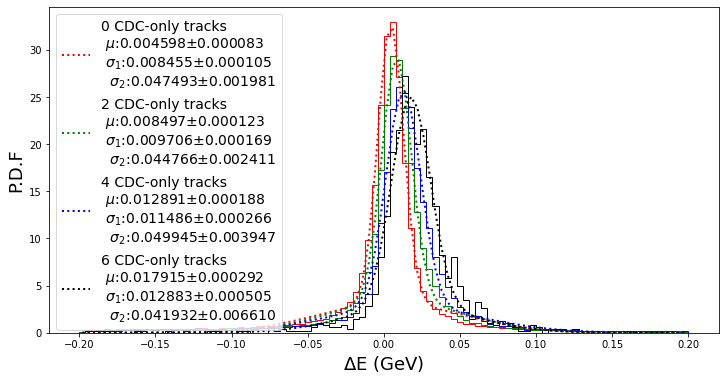 0 CDC-only tracks
μ:0.004598±0.000083
σ₁:0.008455±0.000105
σ₂:0.047493±0.001981
2 CDC-only tracks
μ:0.008497±0.000123
σ₁:0.009706±0.000169
σ₂:0.044766±0.002411
4 CDC-only tracks
μ:0.012891±0.000188
σ₁:0.011486±0.000266
σ₂:0.049945±0.003947
6 CDC-only tracks
μ:0.017915±0.000292
σ₁:0.012883±0.000505
σ₂:0.041932±0.006610
P.D.F
30
25
20
15
10
5
0
−0.20 −0.15 −0.10 −0.05 0.00 0.05 0.10 0.15 0.20
ΔE (GeV)